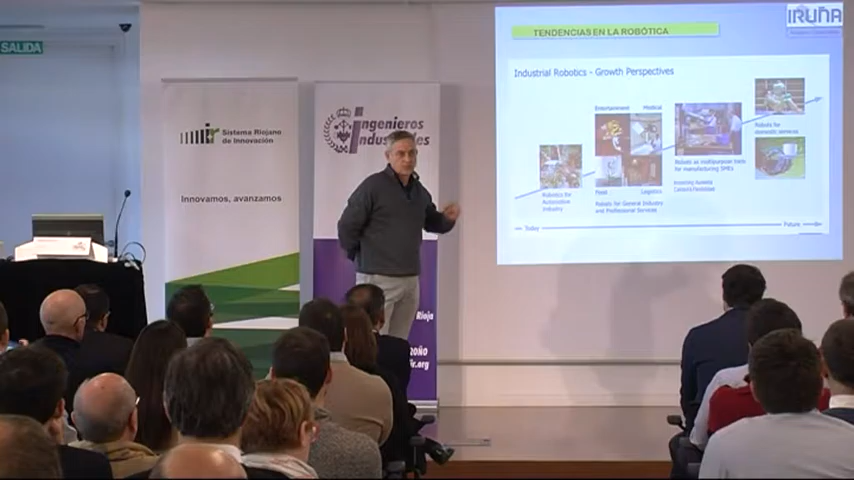 SALIDA
Sistema Riojano
de Innovación
Innovamos, avanzamos
Ingenieros
Industriales
Rioja
IRUÑA
TENDENCIAS EN LA ROBÓTICA
Industrial Robotics - Growth Perspectives
Entertainment Medical
Food Logistics
Robotics for
Automotive
Industry
Robots for General Industry
and Professional Services
Robots as multipurpose tools
for manufacturing SMEs
Robots for
domestic services
Today
Future